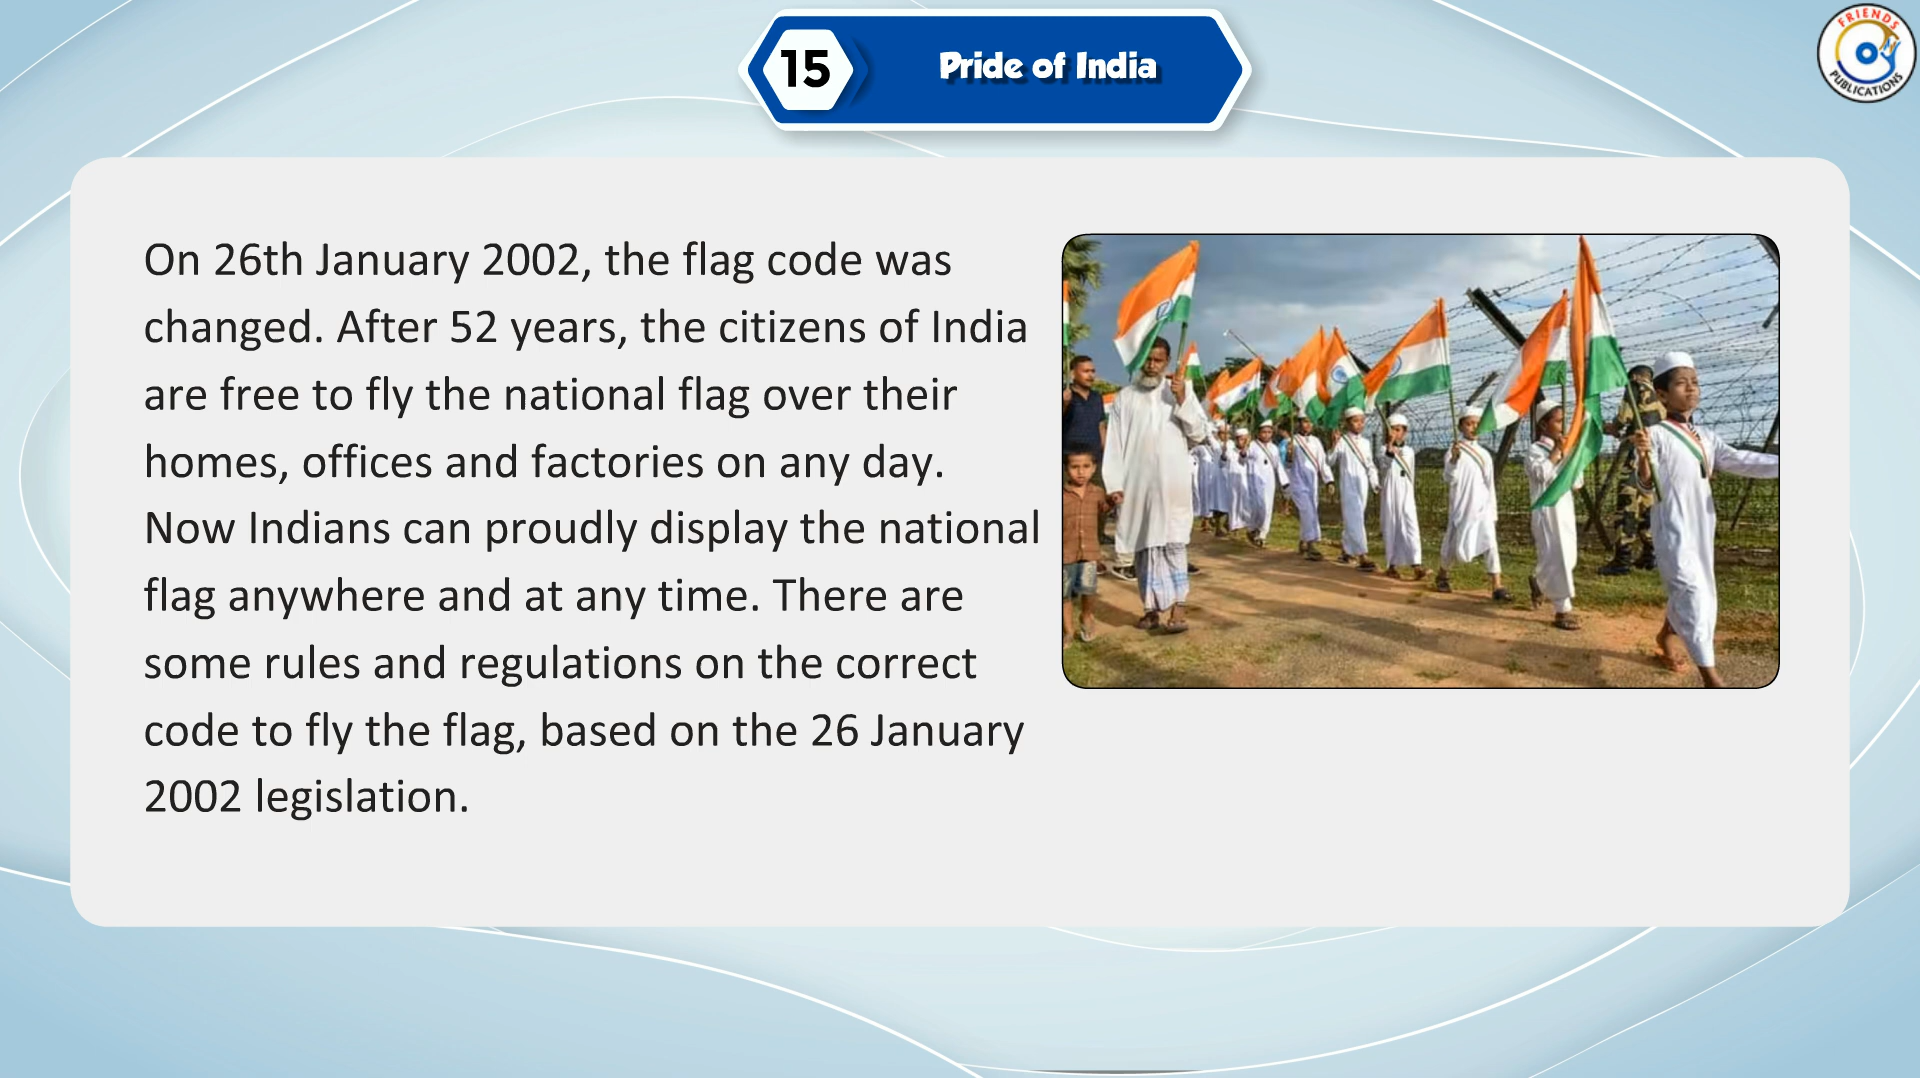 15
Pride of India
FRIENDS
PUBLICATIONS
On 26th January 2002, the flag code was
changed. After 52 years, the citizens of India
are free to fly the national flag over their
homes, offices and factories on any day.
Now Indians can proudly display the national
flag anywhere and at any time. There are
some rules and regulations on the correct
code to fly the flag, based on the 26 January
2002 legislation.